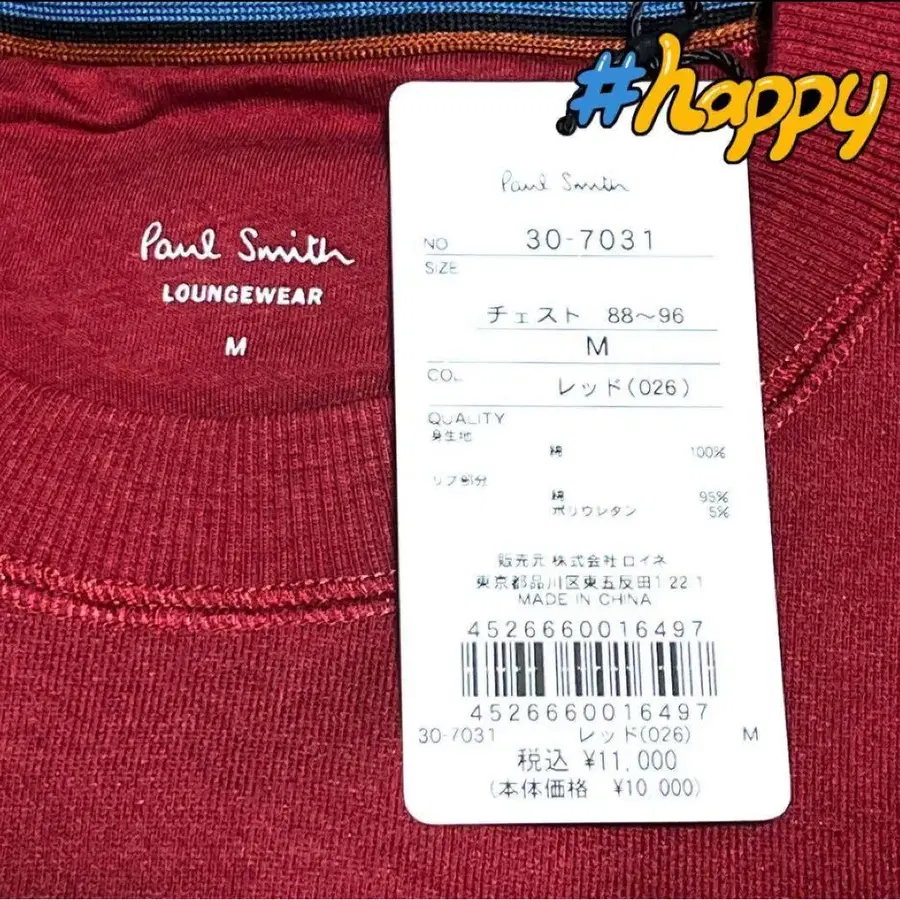 #happy
Paul Smith
LOUNGEWEAR
M
Paul Smith
NO 30-7031
SIZE
チェスト 88～96
M
COL レッド(026)
QUALITY
身生地
綿 100%
リブ部分
綿 95%
ポリウレタン 5%
販売元 株式会社ロイネ
東京都品川区東五反田1 22 1
MADE IN CHINA
4526660016497
4526660016497
30-7031 レッド(026) M
税込 ¥11,000
(本体価格 ¥10,000)